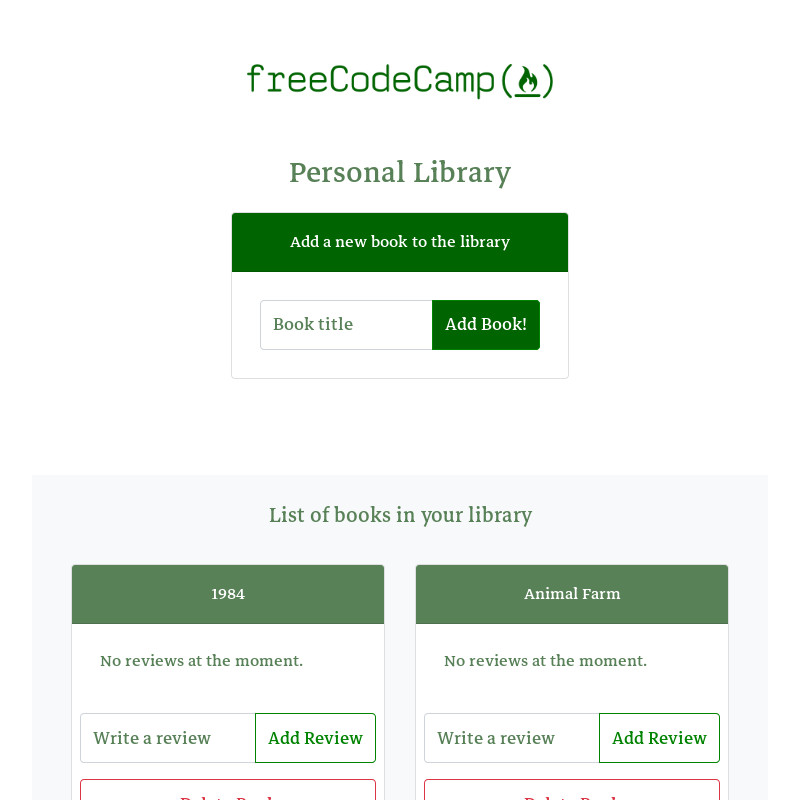 freeCodeCamp
Personal Library
Add a new book to the library
Book title
Add Book!
List of books in your library
1984
No reviews at the moment.
Write a review
Add Review
Animal Farm
No reviews at the moment.
Write a review
Add Review